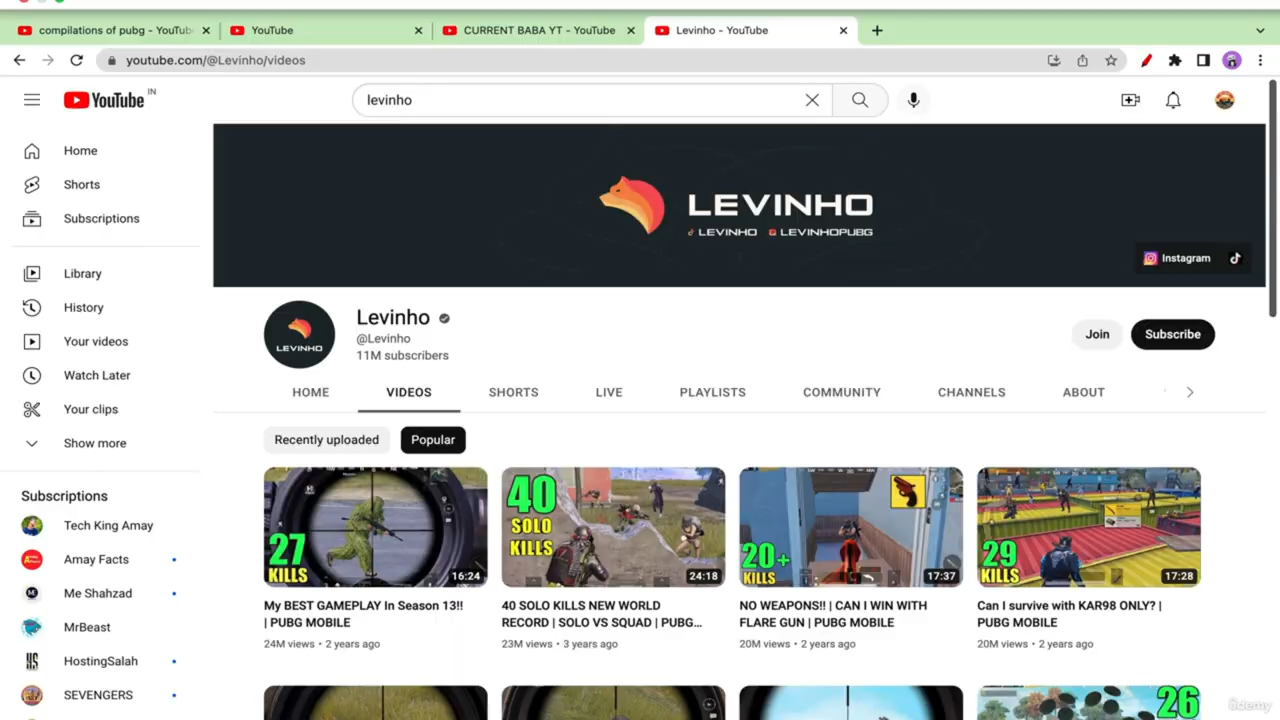 compilations of pubg - YouTub
YouTube
CURRENT BABA YT - YouTube
Levinho - YouTube
youtube.com/@Levinho/videos
YouTube IN
levinho
LEVINHO
LEVINHO LEVINHOPUBG
Instagram
Home
Shorts
Subscriptions
Library
History
Your videos
Watch Later
Your clips
Show more
Subscriptions
Tech King Amay
Amay Facts
Me Shahzad
MrBeast
HostingSalah
SEVENGERS
LEVINHO
Levinho
@Levinho
11M subscribers
Join
Subscribe
HOME
VIDEOS
SHORTS
LIVE
PLAYLISTS
COMMUNITY
CHANNELS
ABOUT
Recently uploaded
Popular
27
KILLS
16:24
My BEST GAMEPLAY In Season 13!!
| PUBG MOBILE
24M views • 2 years ago
40
SOLO
KILLS
24:18
40 SOLO KILLS NEW WORLD
RECORD | SOLO VS SQUAD | PUBG...
23M views • 3 years ago
20+
KILLS
17:37
NO WEAPONS!! | CAN I WIN WITH
FLARE GUN | PUBG MOBILE
20M views • 2 years ago
29
KILLS
17:28
Can I survive with KAR98 ONLY? |
PUBG MOBILE
20M views • 2 years ago
26
ûdemy